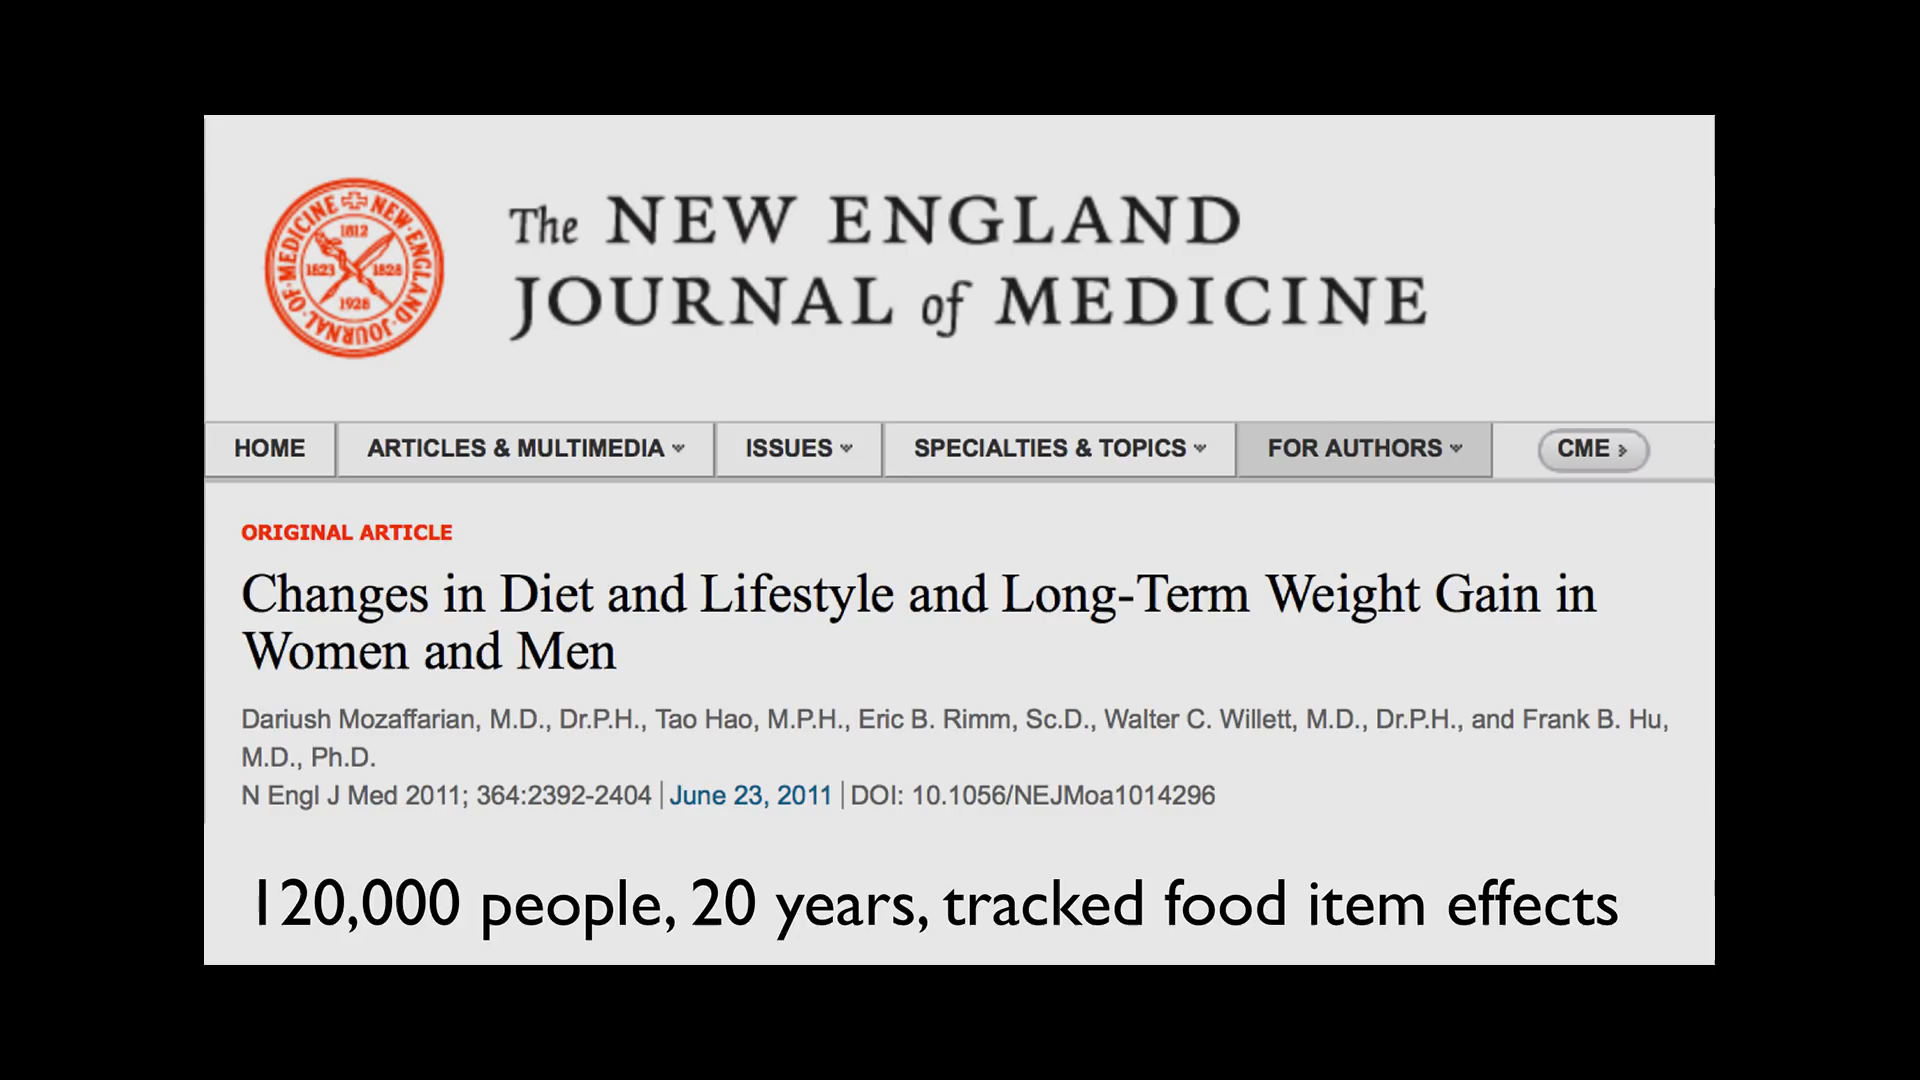 The NEW ENGLAND
JOURNAL of MEDICINE
NEW ENGLAND JOURNAL OF MEDICINE
1812
1823 1828
1928
HOME ARTICLES & MULTIMEDIA ISSUES SPECIALTIES & TOPICS FOR AUTHORS CME
ORIGINAL ARTICLE
Changes in Diet and Lifestyle and Long-Term Weight Gain in
Women and Men
Dariush Mozaffarian, M.D., Dr.P.H., Tao Hao, M.P.H., Eric B. Rimm, Sc.D., Walter C. Willett, M.D., Dr.P.H., and Frank B. Hu,
M.D., Ph.D.
N Engl J Med 2011; 364:2392-2404 | June 23, 2011 | DOI: 10.1056/NEJMoa1014296
120,000 people, 20 years, tracked food item effects